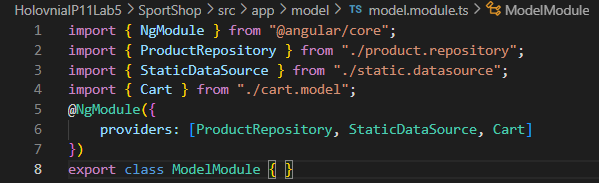 HolovniaIP11Lab5 > SportShop > src > app > model > TS model.module.ts > ModelModule
1 import { NgModule } from "@angular/core";
2 import { ProductRepository } from "./product.repository";
3 import { StaticDataSource } from "./static.datasource";
4 import { Cart } from "./cart.model";
5 @NgModule({
6     providers: [ProductRepository, StaticDataSource, Cart]
7 })
8 export class ModelModule { }